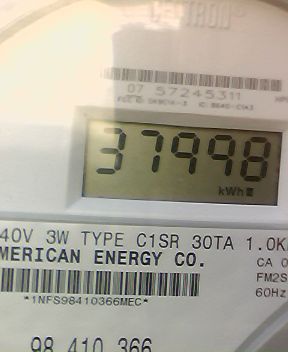 07 57245311
37998
kWh
40V 3W TYPE C1SR 30TA 1.0K
MERICAN ENERGY CO.
CA 0
FM2S
*1NFS98410366MEC*
60Hz
98 410 366